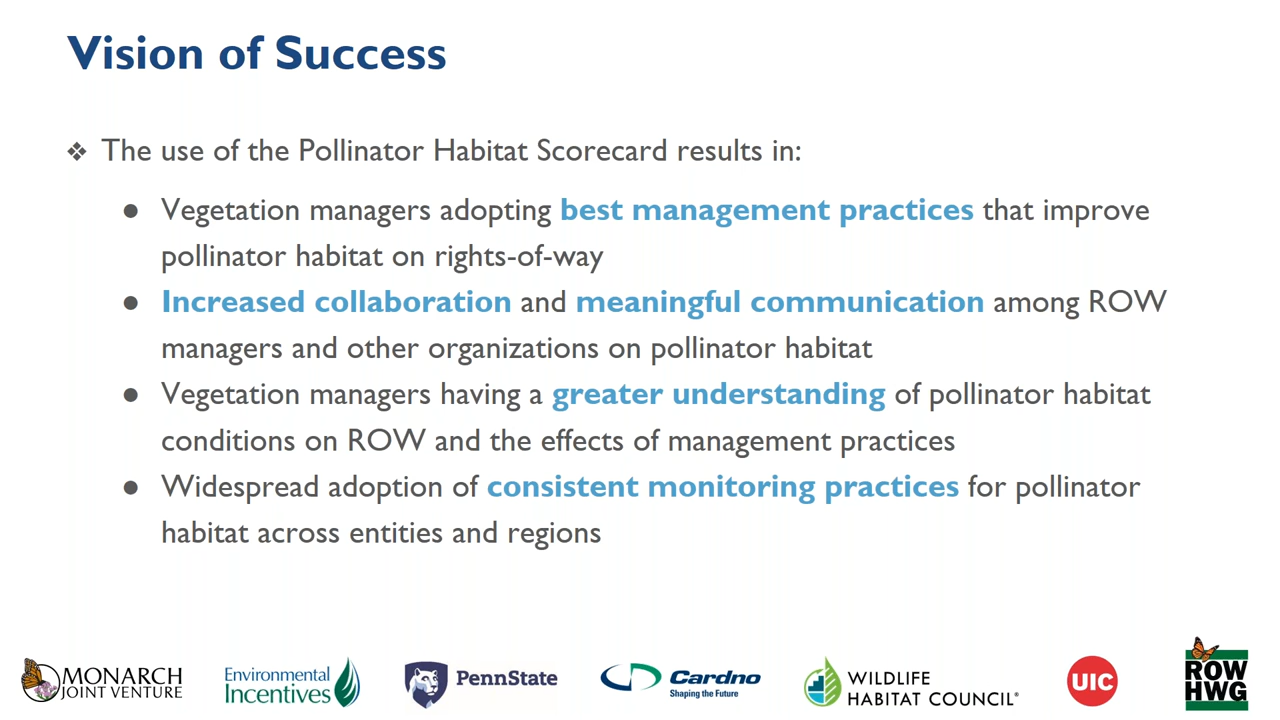 Vision of Success
❖ The use of the Pollinator Habitat Scorecard results in:
● Vegetation managers adopting best management practices that improve
pollinator habitat on rights-of-way
● Increased collaboration and meaningful communication among ROW
managers and other organizations on pollinator habitat
● Vegetation managers having a greater understanding of pollinator habitat
conditions on ROW and the effects of management practices
● Widespread adoption of consistent monitoring practices for pollinator
habitat across entities and regions
MONARCH
JOINT VENTURE
Environmental
Incentives
PennState
Cardno
Shaping the Future
WILDLIFE
HABITAT COUNCIL®
UIC
ROW
HWG